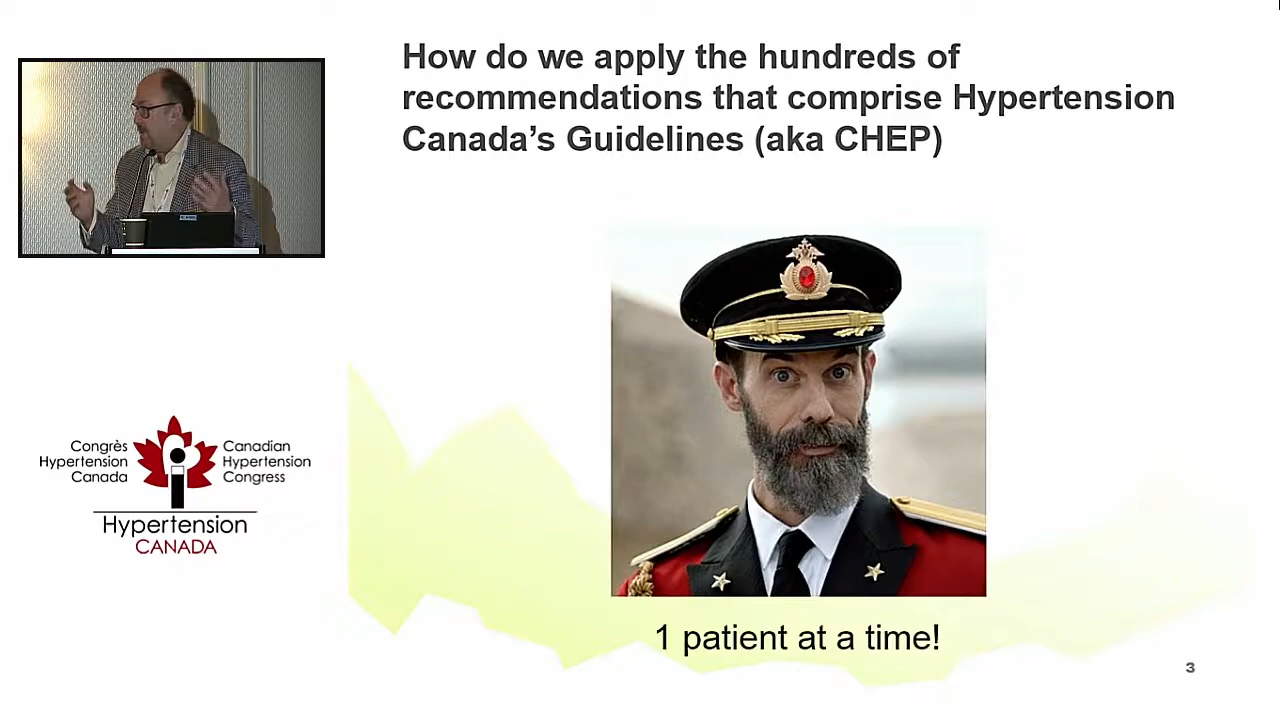 How do we apply the hundreds of
recommendations that comprise Hypertension
Canada’s Guidelines (aka CHEP)
Congrès
Hypertension
Canada
Canadian
Hypertension
Congress
Hypertension
CANADA
1 patient at a time!
3